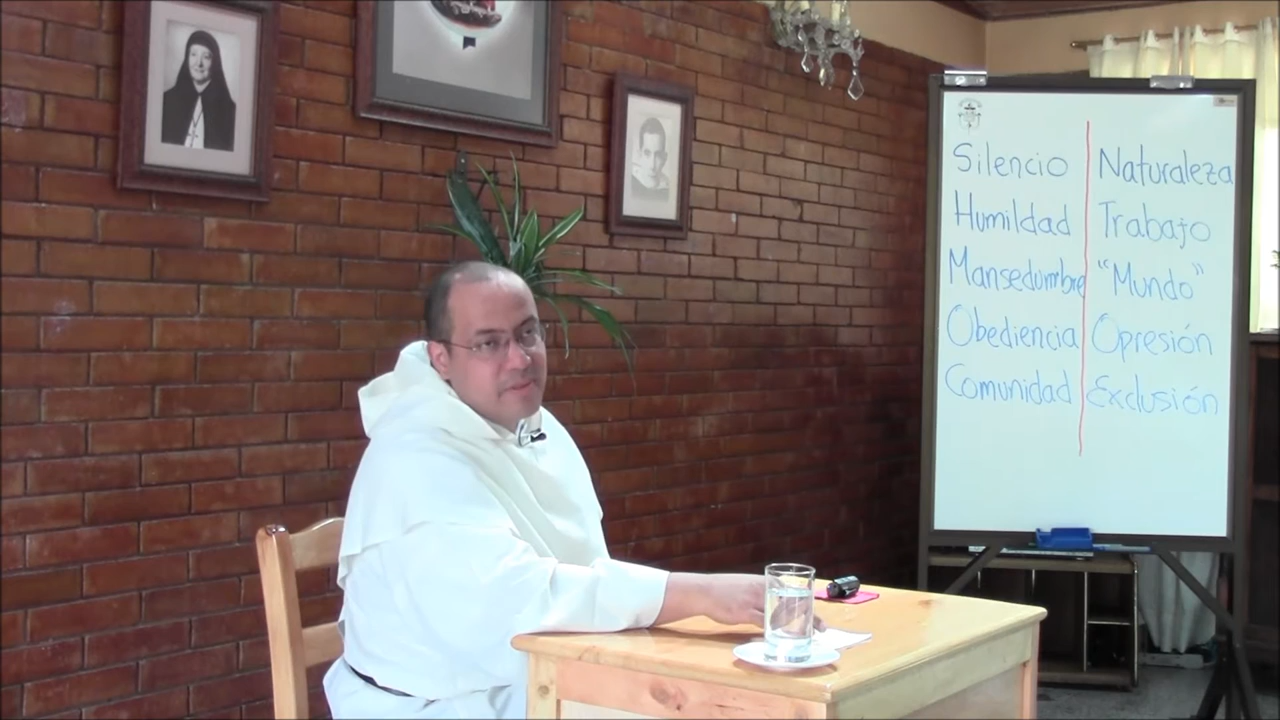 Silencio
Humildad
Mansedumbre
Obediencia
Comunidad
Naturaleza
Trabajo
"Mundo"
Opresión
Exclusión